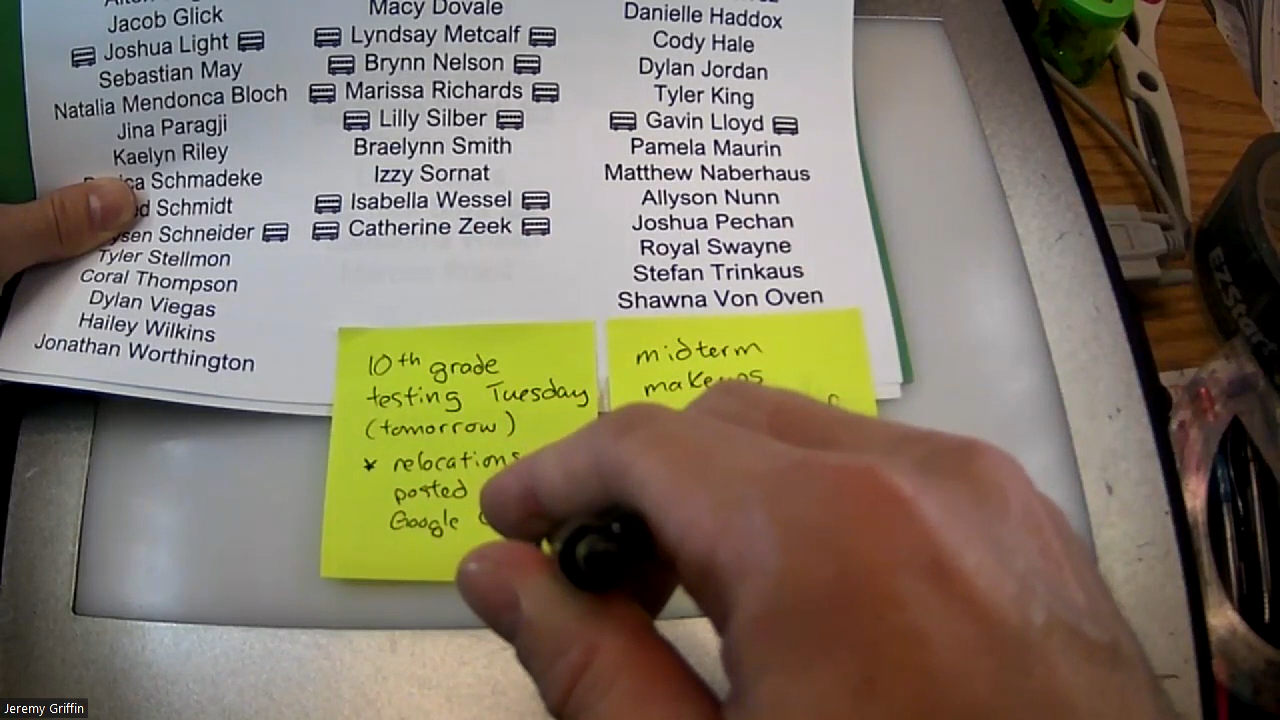 Jacob Glick
Joshua Light
Sebastian May
Natalia Mendonca Bloch
Jina Paragji
Kaelyn Riley
Schmadeke
Schmidt
Schneider
Tyler Stellmon
Coral Thompson
Dylan Viegas
Hailey Wilkins
Jonathan Worthington
Macy Dovale
Lyndsay Metcalf
Brynn Nelson
Marissa Richards
Lilly Silber
Braelynn Smith
Izzy Sornat
Isabella Wessel
Catherine Zeek
Danielle Haddox
Cody Hale
Dylan Jordan
Tyler King
Gavin Lloyd
Pamela Maurin
Matthew Naberhaus
Allyson Nunn
Joshua Pechan
Royal Swayne
Stefan Trinkaus
Shawna Von Oven
10th grade
testing Tuesday
(tomorrow)
* relocations
posted
Google
midterm
makeups
EZStart
Jeremy Griffin